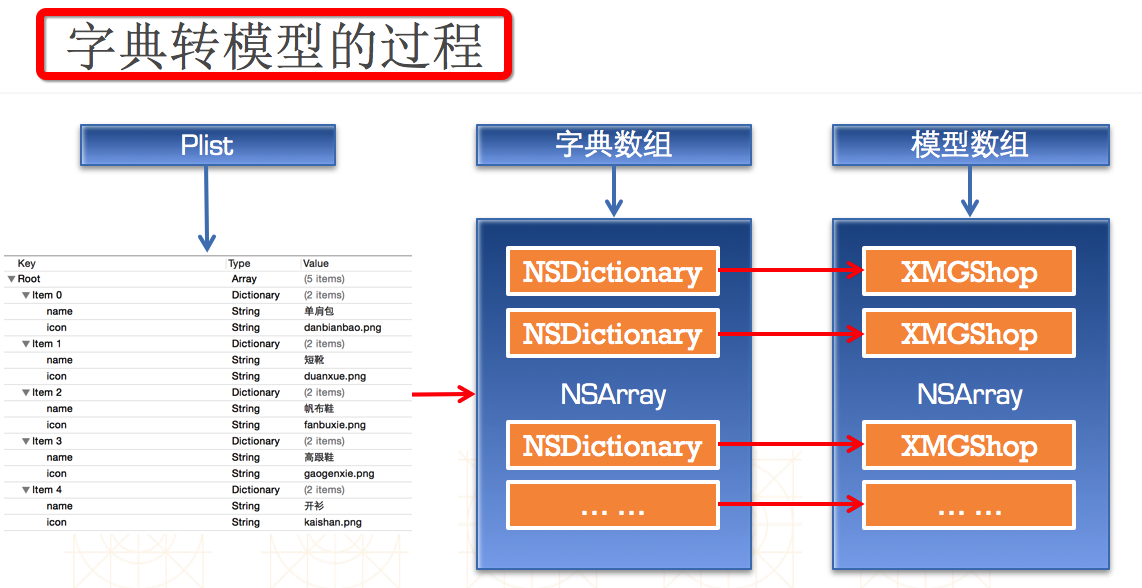 字典转模型的过程
Plist
Key Type Value
Root Array (5 items)
Item 0 Dictionary (2 items)
name String 单肩包
icon String danbianbao.png
Item 1 Dictionary (2 items)
name String 短靴
icon String duanxue.png
Item 2 Dictionary (2 items)
name String 帆布鞋
icon String fanbuxie.png
Item 3 Dictionary (2 items)
name String 高跟鞋
icon String gaogenxie.png
Item 4 Dictionary (2 items)
name String 开衫
icon String kaishan.png
字典数组
NSDictionary
NSDictionary
NSArray
NSDictionary
... ...
模型数组
XMGShop
XMGShop
NSArray
XMGShop
... ...